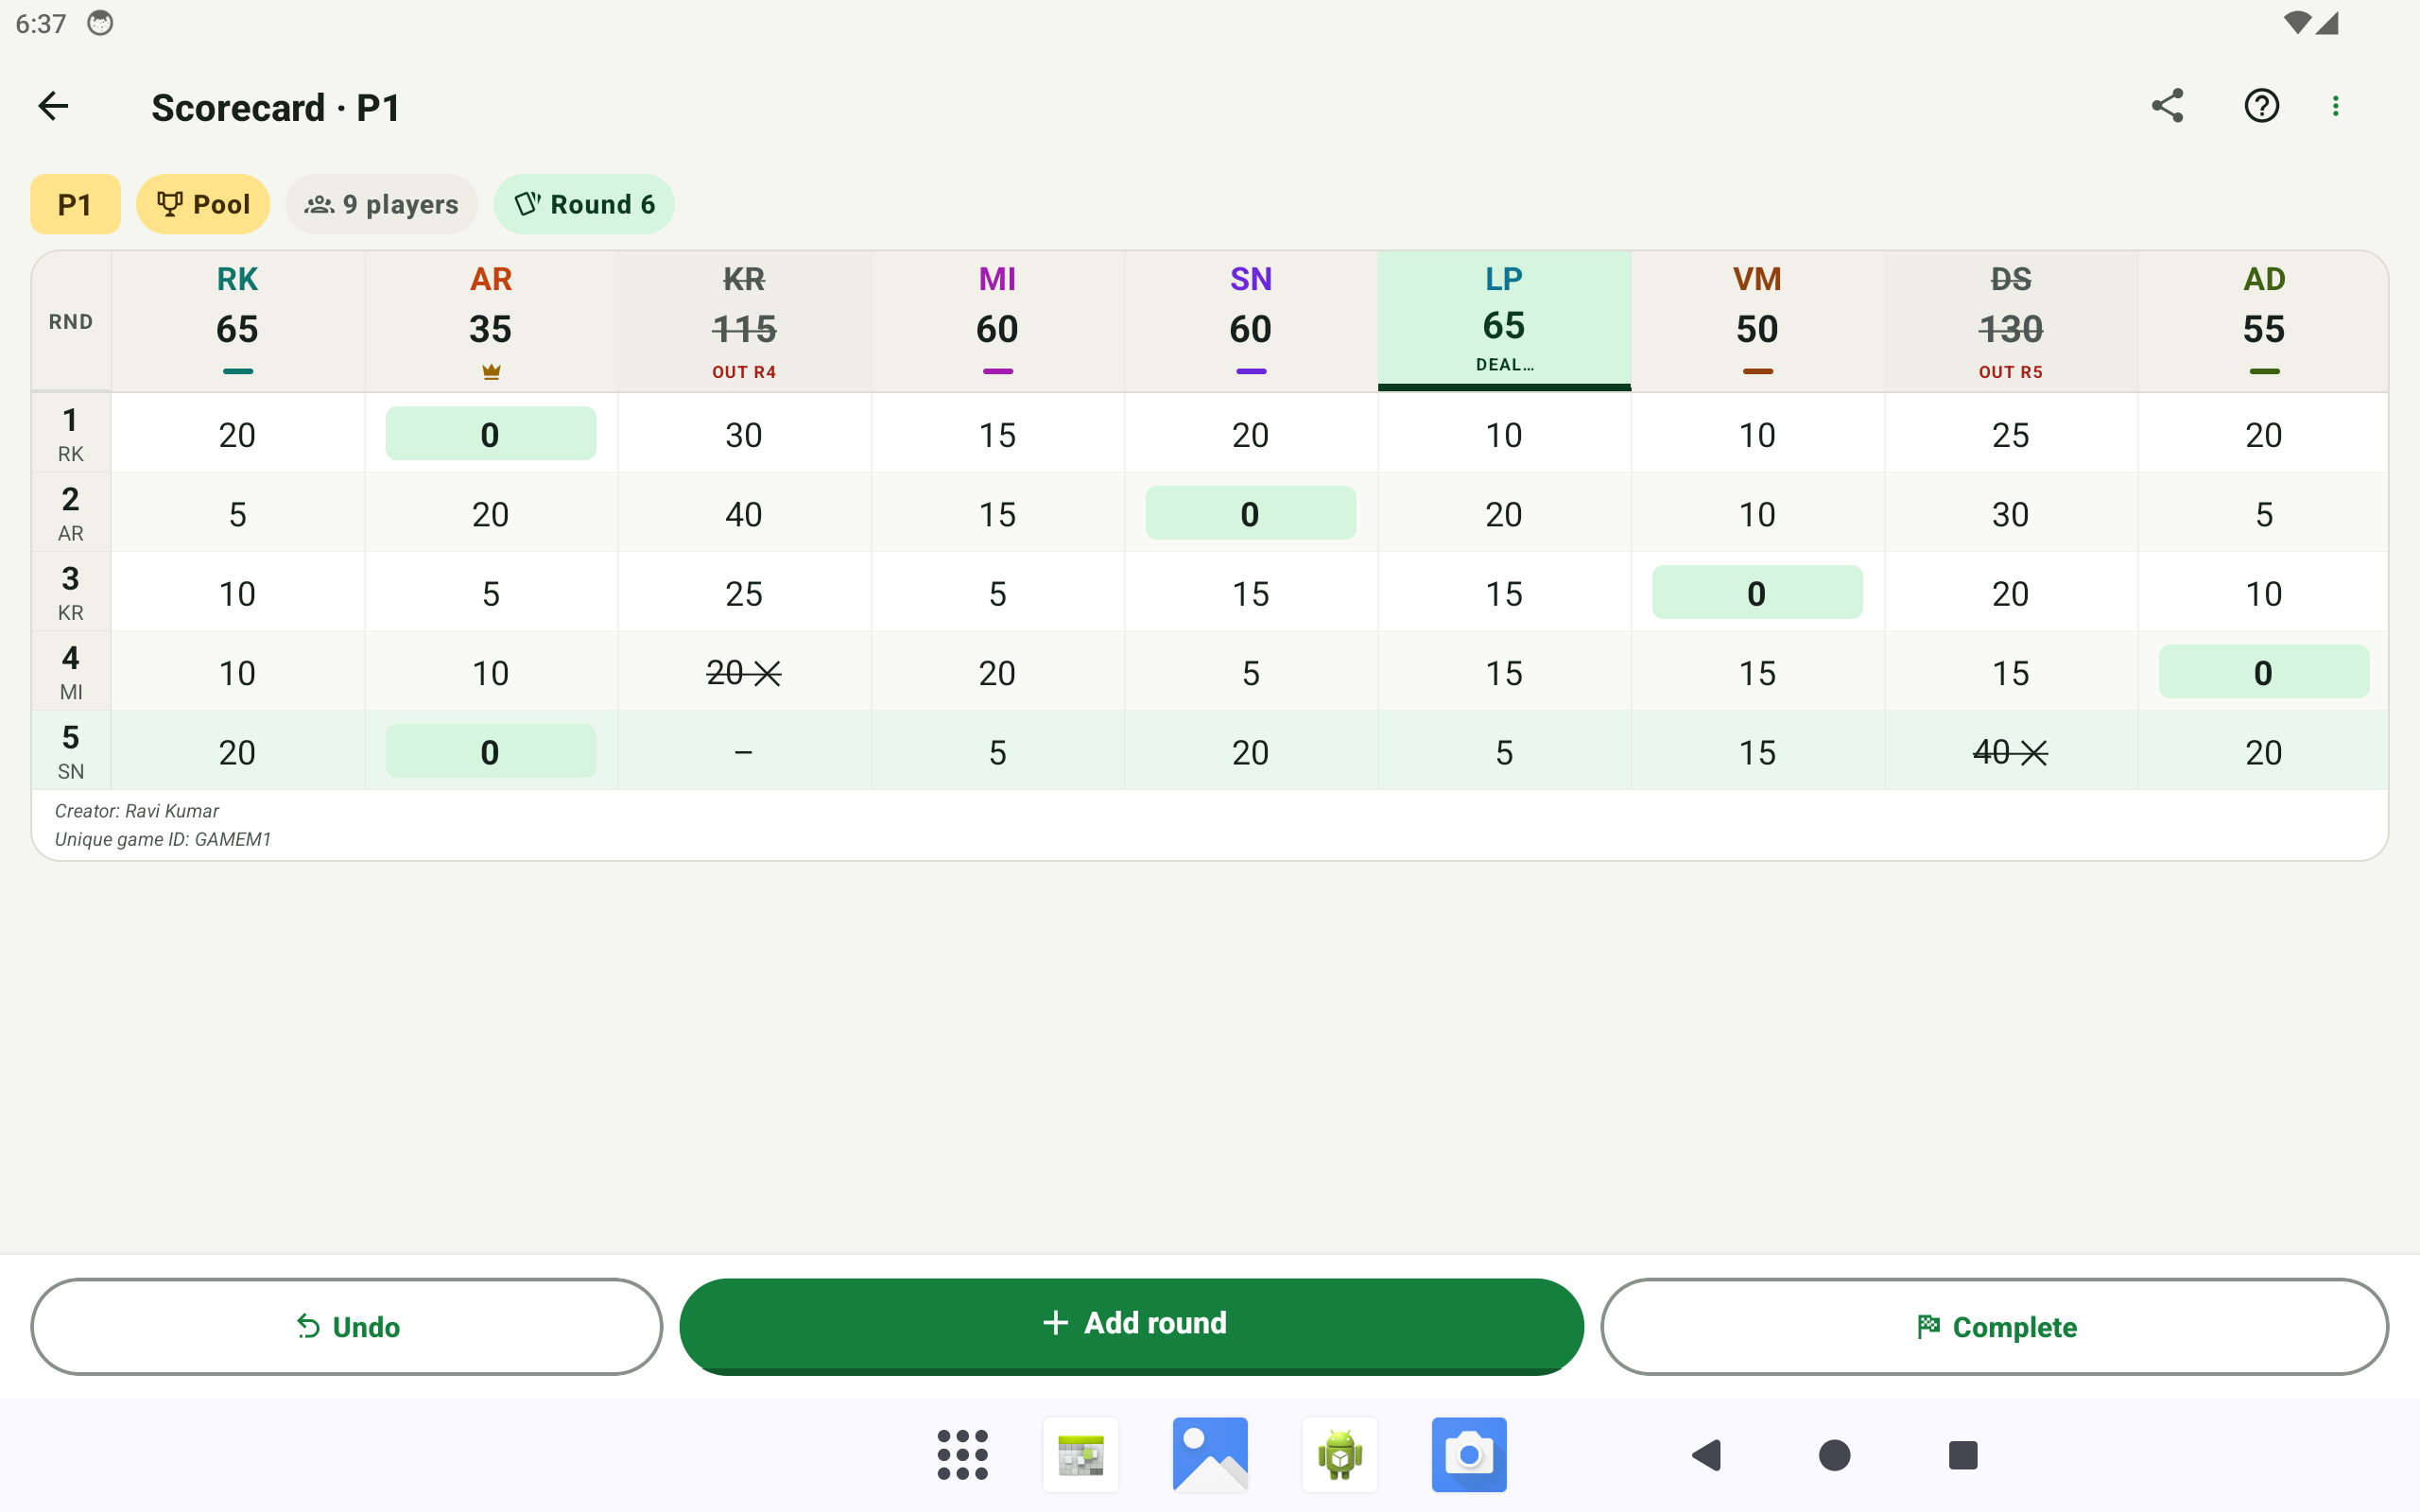 6:37
Scorecard · P1
P1 Pool 9 players Round 6
RND RK AR KR MI SN LP VM DS AD
65 35 115 60 60 65 50 130 55
OUT R4 DEAL… OUT R5
1 20 0 30 15 20 10 10 25 20
RK
2 5 20 40 15 0 20 10 30 5
AR
3 10 5 25 5 15 15 0 20 10
KR
4 10 10 20 X 20 5 15 15 15 0
MI
5 20 0 – 5 20 5 15 40 X 20
SN
Creator: Ravi Kumar
Unique game ID: GAMEM1
Undo + Add round Complete